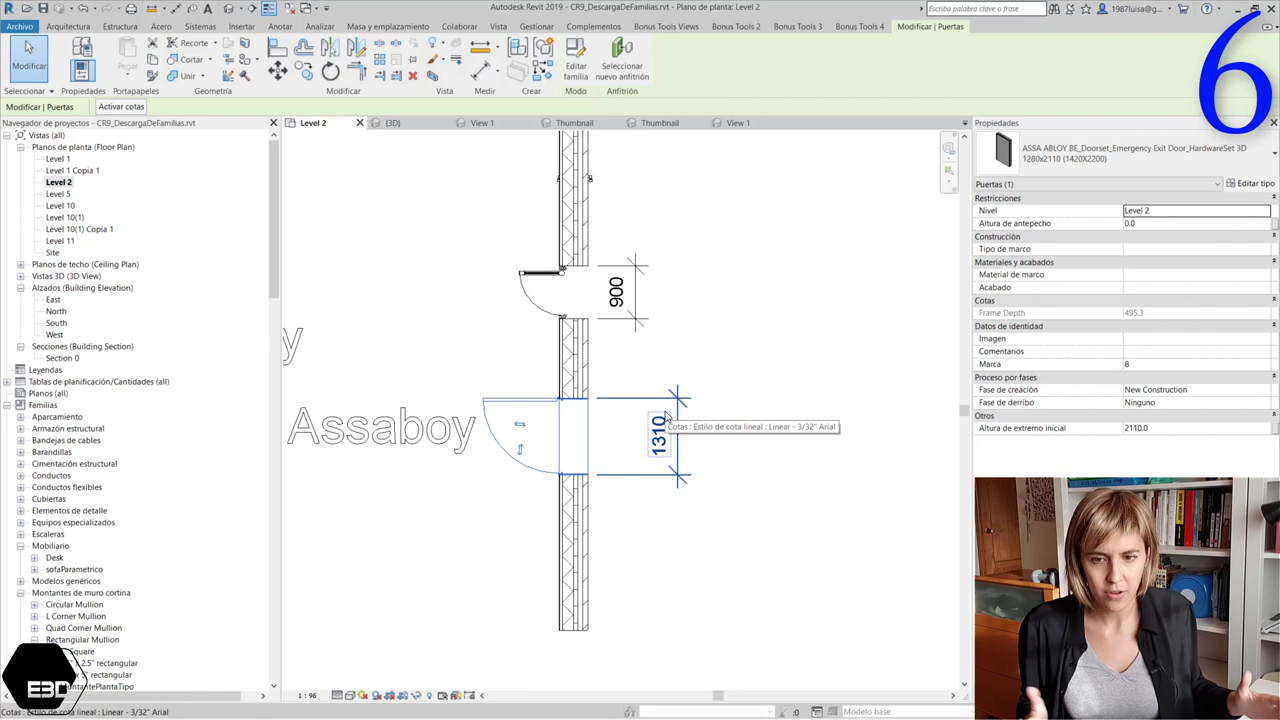 Autodesk Revit 2019 - CR9_DescargaDeFamilias.rvt - Plano de planta: Level 2
Escriba palabra clave o frase
1987luisa@g...
6
Archivo Arquitectura Estructura Acero Sistemas Insertar Anotar Analizar Masa y emplazamiento Colaborar Vista Gestionar Complementos Bonus Tools Views Bonus Tools 2 Bonus Tools 3 Bonus Tools 4 Modificar | Puertas
Modificar
Pegar
Recorte
Cortar
Unir
Editar familia
Seleccionar nuevo anfitrión
Seleccionar Propiedades Portapapeles Geometría Modificar Vista Medir Crear Modo Anfitrión
Modificar | Puertas Activar cotas
Navegador de proyectos - CR9_DescargaDeFamilias.rvt
Vistas (all)
Planos de planta (Floor Plan)
Level 1
Level 1 Copia 1
Level 2
Level 5
Level 10
Level 10(1)
Level 10(1) Copia 1
Level 11
Site
Planos de techo (Ceiling Plan)
Vistas 3D (3D View)
Alzados (Building Elevation)
East
North
South
West
Secciones (Building Section)
Section 0
Leyendas
Tablas de planificación/Cantidades (all)
Planos (all)
Familias
Aparcamiento
Armazón estructural
Bandejas de cables
Barandillas
Cimentación estructural
Conductos
Conductos flexibles
Cubiertas
Elementos de detalle
Equipos especializados
Escaleras
Mobiliario
Desk
sofaParametrico
Modelos genéricos
Montantes de muro cortina
Circular Mullion
L Corner Mullion
Quad Corner Mullion
Rectangular Mullion
Square
x 2.5" rectangular
rectangular
MontantePlantaTipo
EBD
Level 2 {3D} View 1 Thumbnail Thumbnail View 1
900
y
Assaboy
1310
Cotas : Estilo de cota lineal : Linear - 3/32" Arial
Propiedades
ASSA ABLOY BE_Doorset_Emergency Exit Door_HardwareSet 3D
1280x2110 (1420X2200)
Puertas (1) Editar tipo
Restricciones
Nivel Level 2
Altura de antepecho 0.0
Construcción
Tipo de marco
Materiales y acabados
Material de marco
Acabado
Cotas
Frame Depth 495.3
Datos de identidad
Imagen
Comentarios
Marca 8
Proceso por fases
Fase de creación New Construction
Fase de derribo Ninguno
Otros
Altura de extremo inicial 2110.0
1 : 96
Cotas : Estilo de cota lineal : Linear - 3/32" Arial
:0 Modelo base